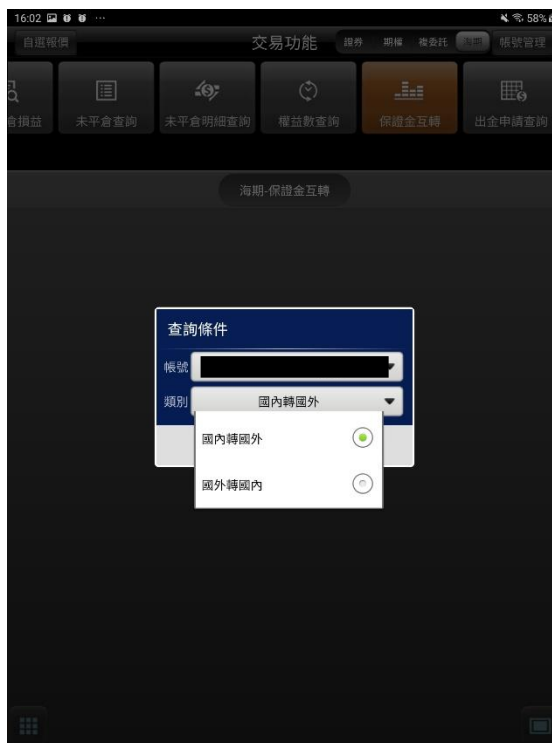 16:02 58%
自選報價 交易功能 證券 期權 複委託 海期 帳號管理
倉損益 未平倉查詢 未平倉明細查詢 權益數查詢 保證金互轉 出金申請查詢
海期-保證金互轉
查詢條件
帳號
類別 國內轉國外
國內轉國外
國外轉國內